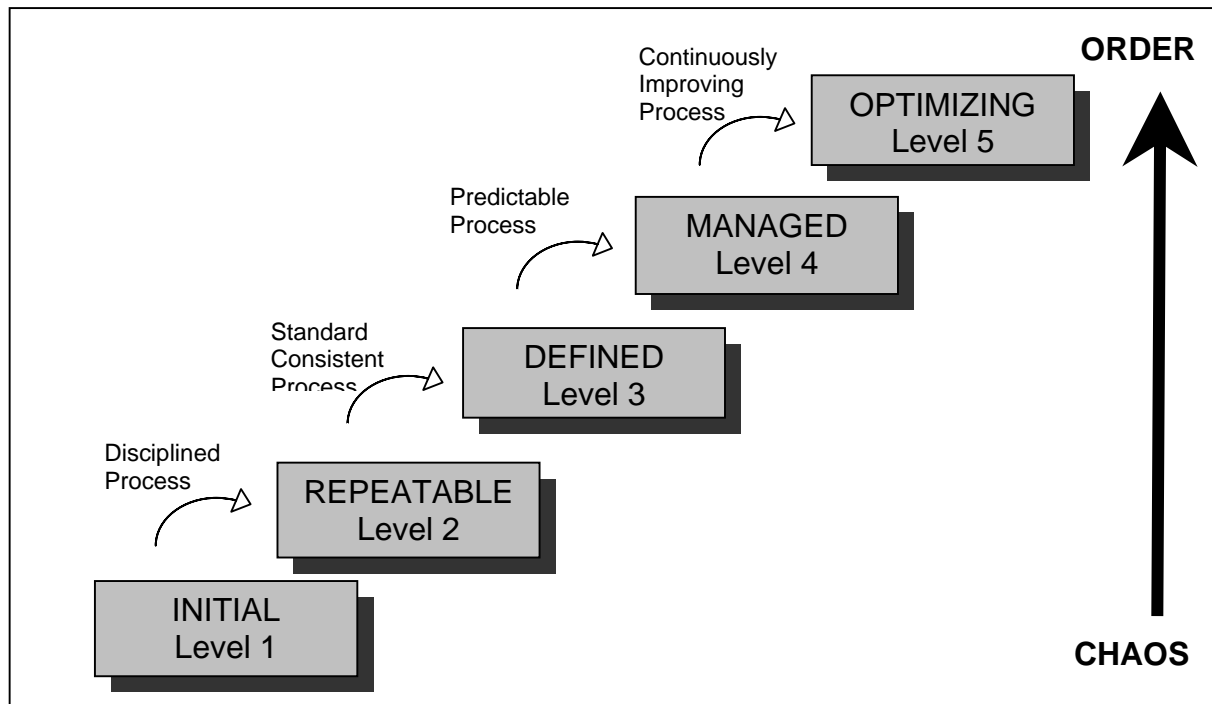 ORDER
Continuously
Improving
Process
OPTIMIZING
Level 5
Predictable
Process
MANAGED
Level 4
Standard
Consistent
Process
DEFINED
Level 3
Disciplined
Process
REPEATABLE
Level 2
INITIAL
Level 1
CHAOS